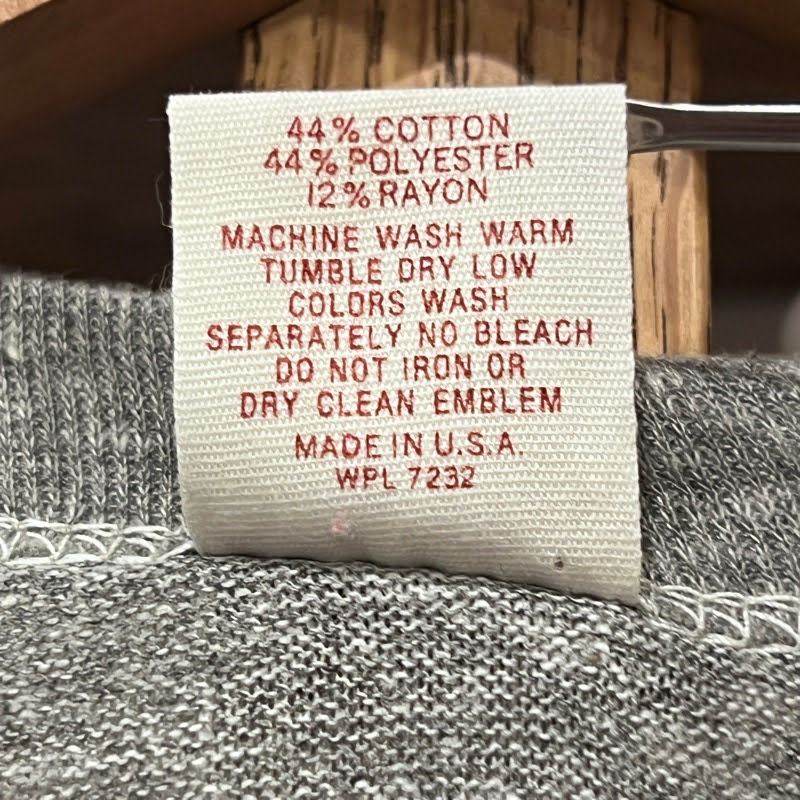 44% COTTON
44% POLYESTER
12% RAYON
MACHINE WASH WARM
TUMBLE DRY LOW
COLORS WASH
SEPARATELY NO BLEACH
DO NOT IRON OR
DRY CLEAN EMBLEM
MADE IN U.S.A.
WPL 7232